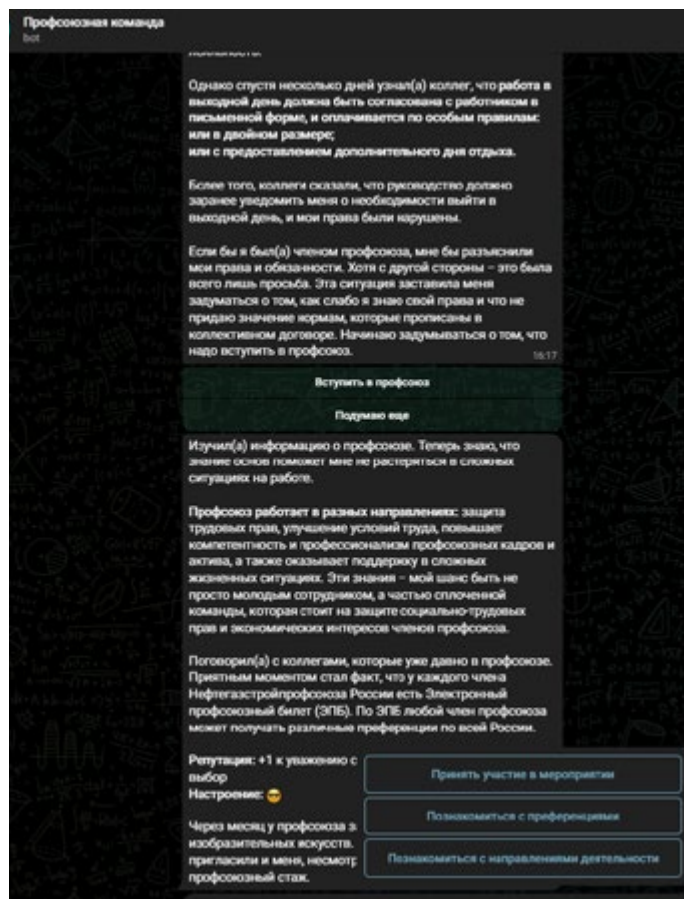 Профсоюзная команда
bot
Однако спустя несколько дней узнал(а) коллег, что работа в
выходной день должна быть согласована с работником в
письменной форме, и оплачивается по особым правилам:
или в двойном размере;
или с предоставлением дополнительного дня отдыха.
Более того, коллеги сказали, что руководство должно
заранее уведомить меня о необходимости выйти в
выходной день, и мои права были нарушены.
Если бы я был(а) членом профсоюза, мне бы разъяснили
мои права и обязанности. Хотя с другой стороны – это была
всего лишь просьба. Эта ситуация заставила меня
задуматься о том, как слабо я знаю свой права и что не
придаю значение нормам, которые прописаны в
коллективном договоре. Начинаю задумываться о том, что
надо вступить в профсоюз.
16:17
Вступить в профсоюз
Подумаю еще
Изучил(а) информацию о профсоюзе. Теперь знаю, что
знание основ поможет мне не растеряться в сложных
ситуациях на работе.
Профсоюз работает в разных направлениях: защита
трудовых прав, улучшение условий труда, повышает
компетентность и профессионализм профсоюзных кадров и
актива, а также оказывает поддержку в сложных
жизненных ситуациях. Эти знания – мой шанс быть не
просто молодым сотрудником, а частью сплоченной
команды, которая стоит на защите социально-трудовых
прав и экономических интересов членов профсоюза.
Поговорил(а) с коллегами, которые уже давно в профсоюзе.
Приятным моментом стал факт, что у каждого члена
Нефтегазстройпрофсоюза России есть Электронный
профсоюзный билет (ЭПБ). По ЭПБ любой член профсоюза
может получать различные преференции по всей России.
Репутация: +1 к уважению с
выбор
Настроение: 😎
Через месяц у профсоюза з
изобразительных искусств.
пригласили и меня, несмотр
профсоюзный стаж.
Принять участие в мероприятии
Познакомиться с преференциями
Познакомиться с направлениями деятельности